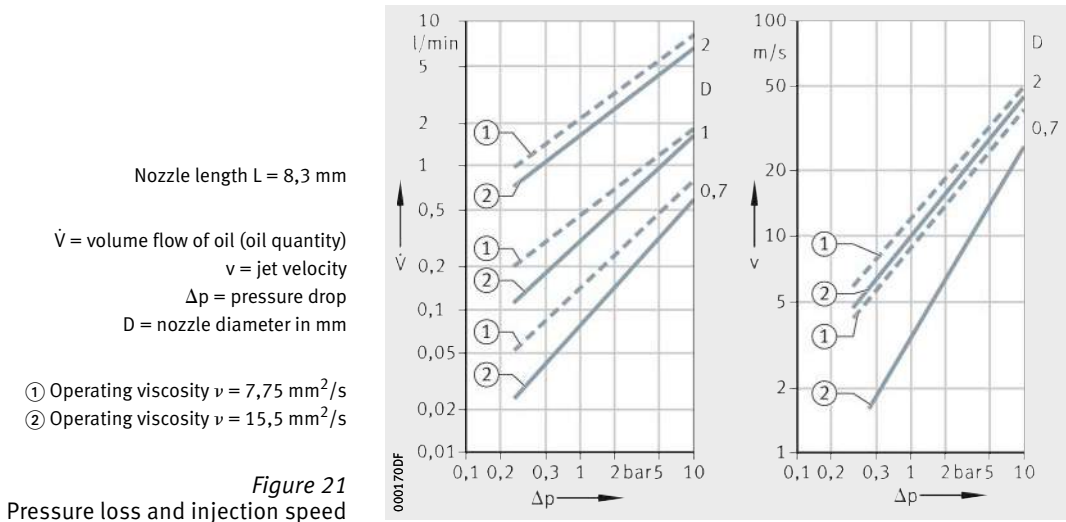 Nozzle length L = 8,3 mm
V̇ = volume flow of oil (oil quantity)
v = jet velocity
Δp = pressure drop
D = nozzle diameter in mm
① Operating viscosity ν = 7,75 mm²/s
② Operating viscosity ν = 15,5 mm²/s
Figure 21
Pressure loss and injection speed
10
l/min
5
2
1
0,5
0,2
0,1
0,05
0,02
0,01
V̇
0,1 0,2 0,3 1 2 bar 5 10
Δp
2
D
1
0,7
①
②
①
②
①
②
000170DF
100
m/s
50
20
10
5
2
1
v
0,1 0,2 0,3 1 2 bar 5 10
Δp
D
2
0,7
①
②
①
②